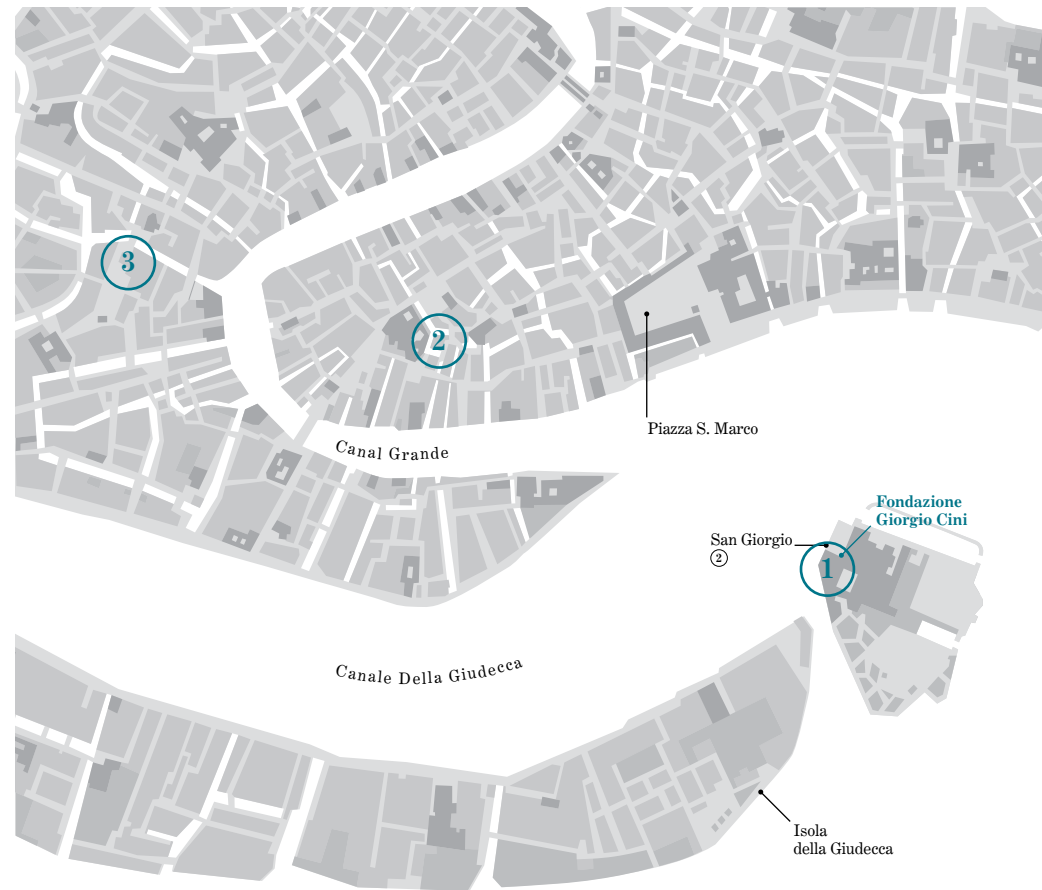 3
2
Piazza S. Marco
Canal Grande
Fondazione
Giorgio Cini
San Giorgio
2
1
Canale Della Giudecca
Isola
della Giudecca